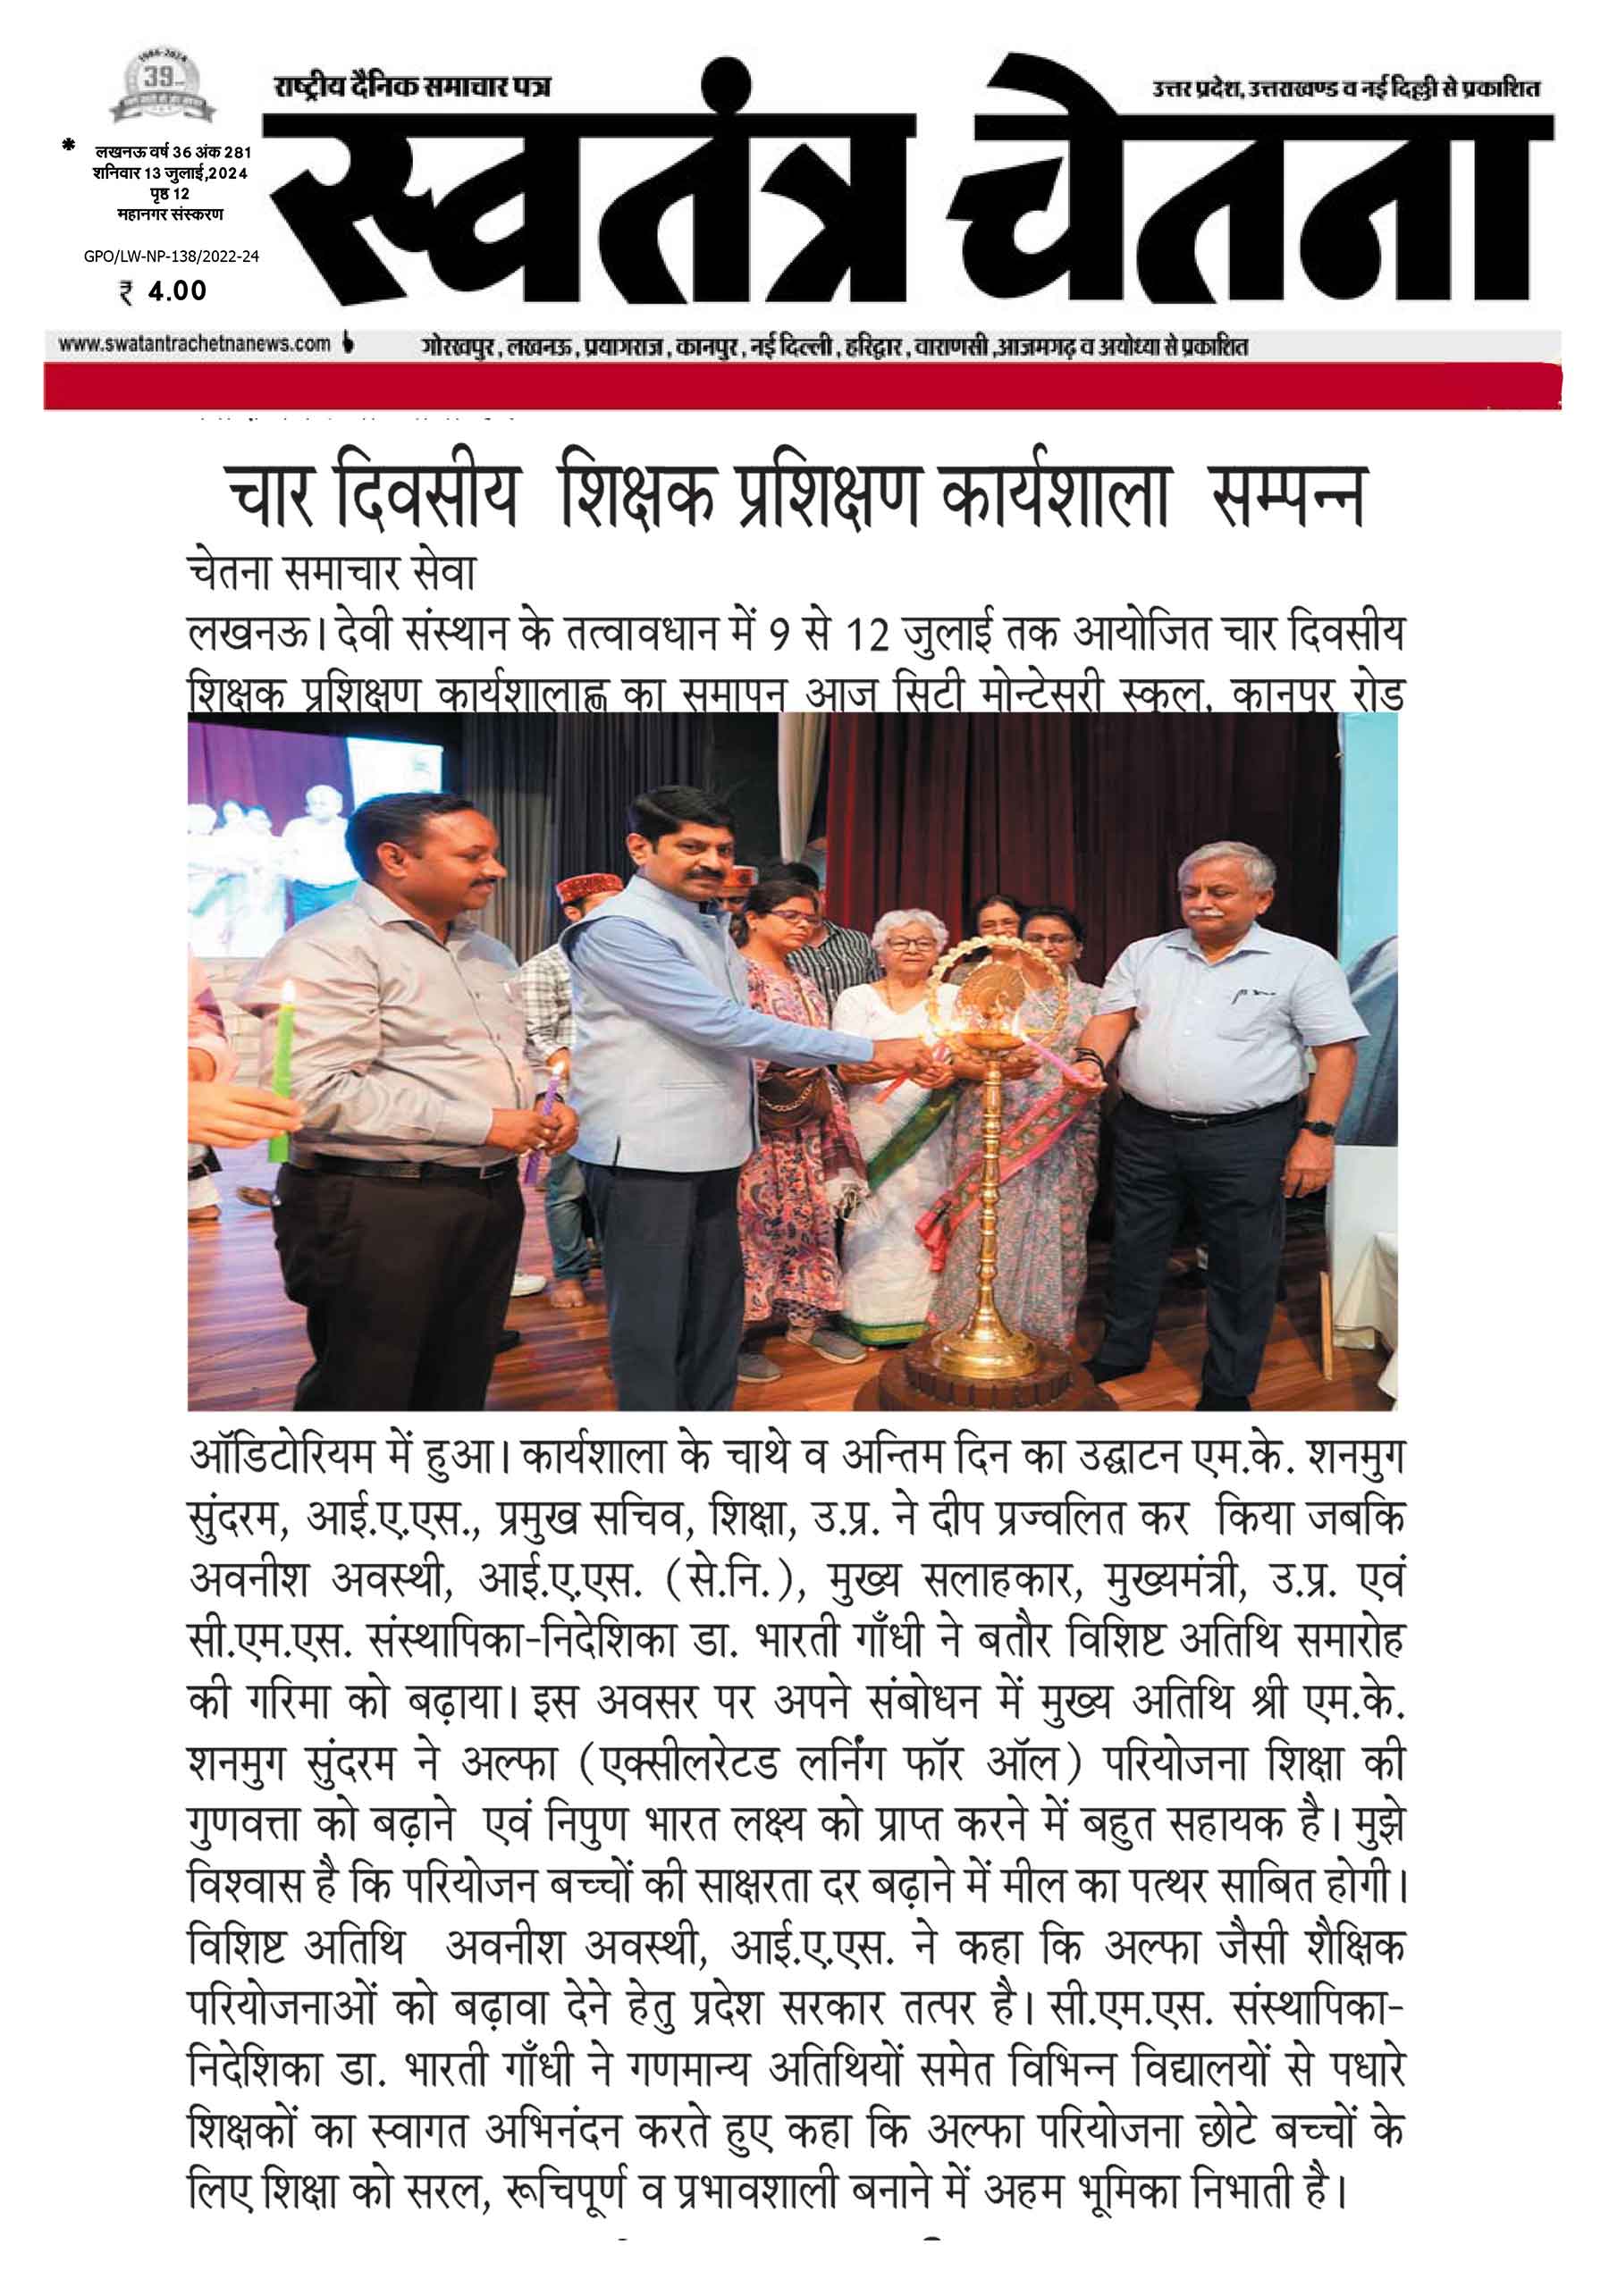 39
राष्ट्रीय दैनिक समाचार पत्र
उत्तर प्रदेश, उत्तराखण्ड व नई दिल्ली से प्रकाशित
स्वतंत्र चेतना
* लखनऊ वर्ष 36 अंक 281
शनिवार 13 जुलाई,2024
पृष्ठ 12
महानगर संस्करण
GPO/LW-NP-138/2022-24
₹ 4.00
www.swatantrachetnanews.com
गोरखपुर, लखनऊ, प्रयागराज, कानपुर, नई दिल्ली, हरिद्वार, वाराणसी, आजमगढ़ व अयोध्या से प्रकाशित
चार दिवसीय शिक्षक प्रशिक्षण कार्यशाला सम्पन्न
चेतना समाचार सेवा
लखनऊ। देवी संस्थान के तत्वावधान में 9 से 12 जुलाई तक आयोजित चार दिवसीय
शिक्षक प्रशिक्षण कार्यशालाह्ल का समापन आज सिटी मोन्टेसरी स्कूल, कानपुर रोड
ऑडिटोरियम में हुआ। कार्यशाला के चाथे व अन्तिम दिन का उद्घाटन एम.के. शनमुग
सुंदरम, आई.ए.एस., प्रमुख सचिव, शिक्षा, उ.प्र. ने दीप प्रज्वलित कर किया जबकि
अवनीश अवस्थी, आई.ए.एस. (से.नि.), मुख्य सलाहकार, मुख्यमंत्री, उ.प्र. एवं
सी.एम.एस. संस्थापिका-निदेशिका डा. भारती गाँधी ने बतौर विशिष्ट अतिथि समारोह
की गरिमा को बढ़ाया। इस अवसर पर अपने संबोधन में मुख्य अतिथि श्री एम.के.
शनमुग सुंदरम ने अल्फा (एक्सीलरेटड लर्निंग फॉर ऑल) परियोजना शिक्षा की
गुणवत्ता को बढ़ाने एवं निपुण भारत लक्ष्य को प्राप्त करने में बहुत सहायक है। मुझे
विश्वास है कि परियोजन बच्चों की साक्षरता दर बढ़ाने में मील का पत्थर साबित होगी।
विशिष्ट अतिथि अवनीश अवस्थी, आई.ए.एस. ने कहा कि अल्फा जैसी शैक्षिक
परियोजनाओं को बढ़ावा देने हेतु प्रदेश सरकार तत्पर है। सी.एम.एस. संस्थापिका-
निदेशिका डा. भारती गाँधी ने गणमान्य अतिथियों समेत विभिन्न विद्यालयों से पधारे
शिक्षकों का स्वागत अभिनंदन करते हुए कहा कि अल्फा परियोजना छोटे बच्चों के
लिए शिक्षा को सरल, रूचिपूर्ण व प्रभावशाली बनाने में अहम भूमिका निभाती है।